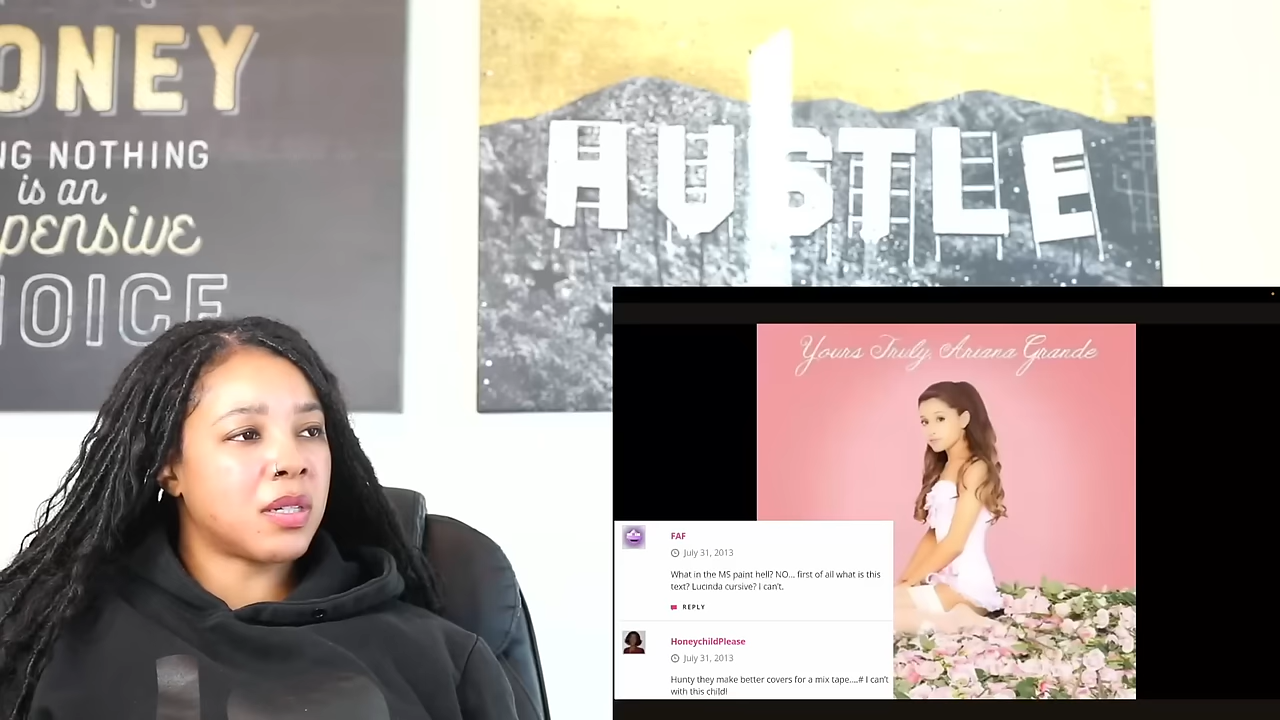 ONEY
NG NOTHING
is an
pensive
HOICE
HUSTLE
Yours Truly, Ariana Grande
FAF
July 31, 2013
What in the MS paint hell? NO... first of all what is this
text? Lucinda cursive? I can't.
REPLY
HoneychildPlease
July 31, 2013
Hunty they make better covers for a mix tape....# I can't
with this child!